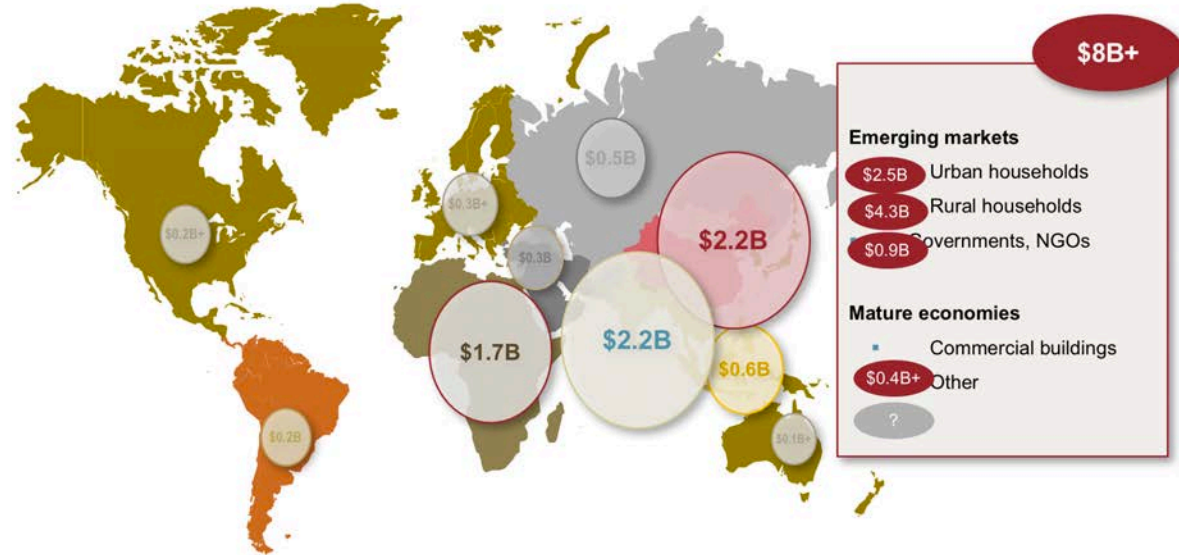 $8B+
$0.5B
$0.3B+
$0.2B+
$0.3B
$2.2B
$1.7B
$2.2B
$0.6B
$0.2B
$0.1B+
Emerging markets
$2.5B Urban households
$4.3B Rural households
$0.9B Governments, NGOs
Mature economies
Commercial buildings
$0.4B+ Other
?